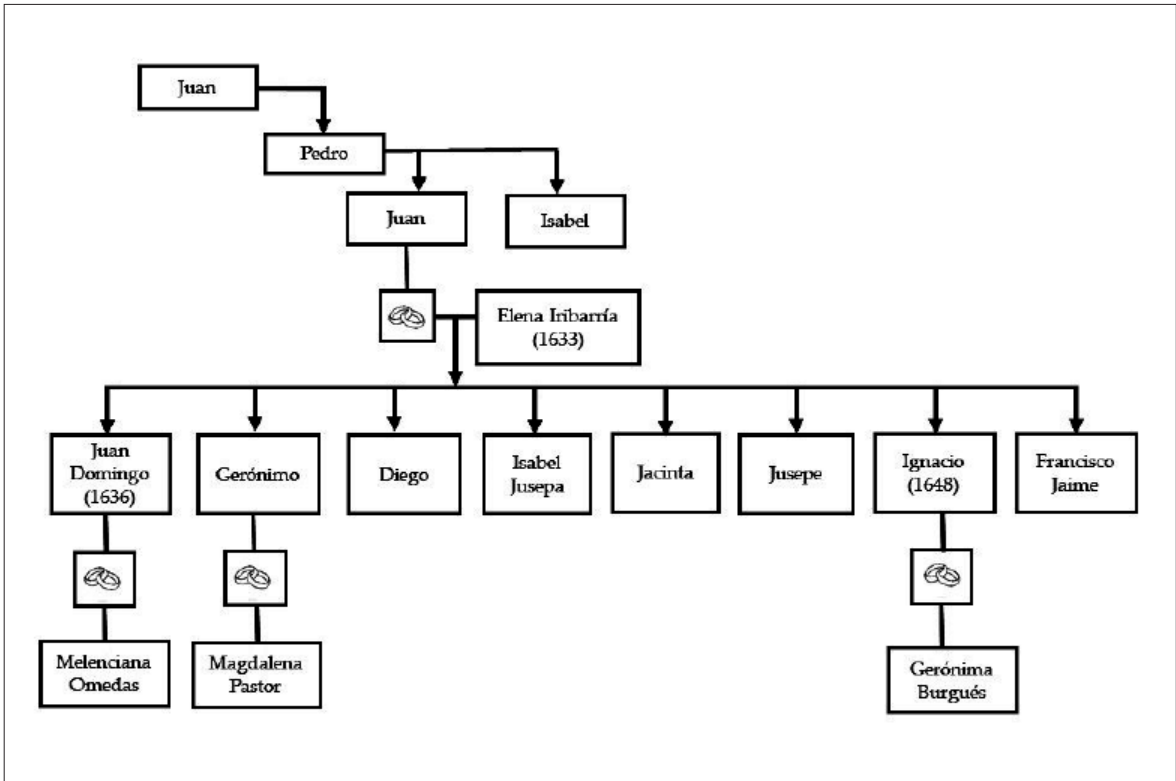 Juan
Pedro
Juan
Isabel
Elena Iribarría
(1633)
Juan
Domingo
(1636)
Gerónimo
Diego
Isabel
Jusepa
Jacinta
Jusepe
Ignacio
(1648)
Francisco
Jaime
Melenciana
Omedas
Magdalena
Pastor
Gerónima
Burgués